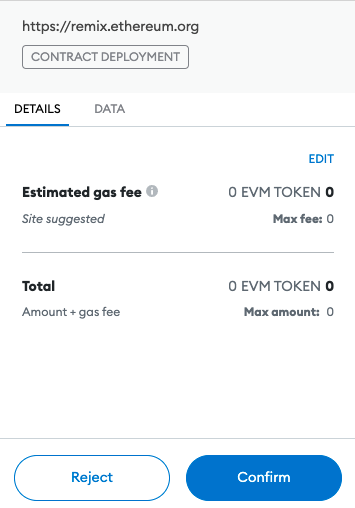 https://remix.ethereum.org
CONTRACT DEPLOYMENT
DETAILS DATA
EDIT
Estimated gas fee 0 EVM TOKEN 0
Site suggested Max fee: 0
Total 0 EVM TOKEN 0
Amount + gas fee Max amount: 0
Reject Confirm